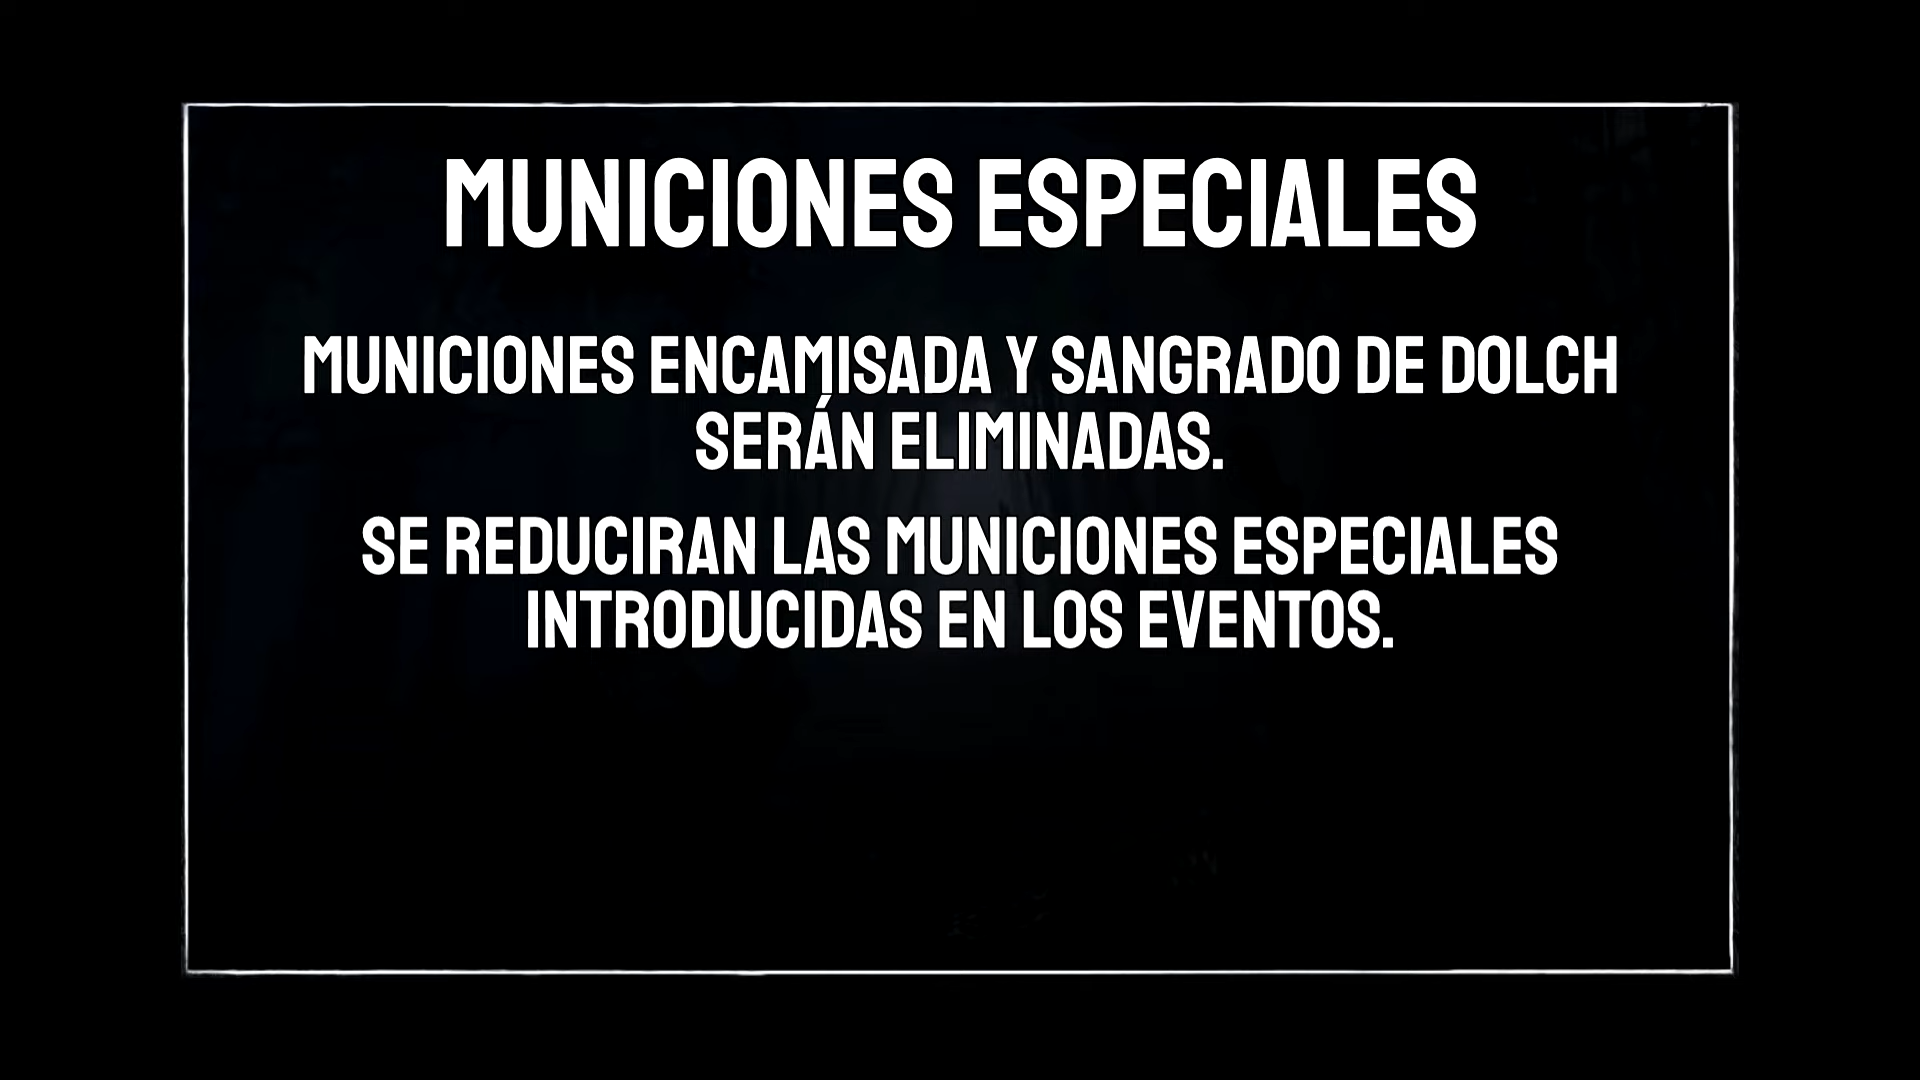 MUNICIONES ESPECIALES
MUNICIONES ENCAMISADA Y SANGRADO DE DOLCH
SERÁN ELIMINADAS.
SE REDUCIRAN LAS MUNICIONES ESPECIALES
INTRODUCIDAS EN LOS EVENTOS.